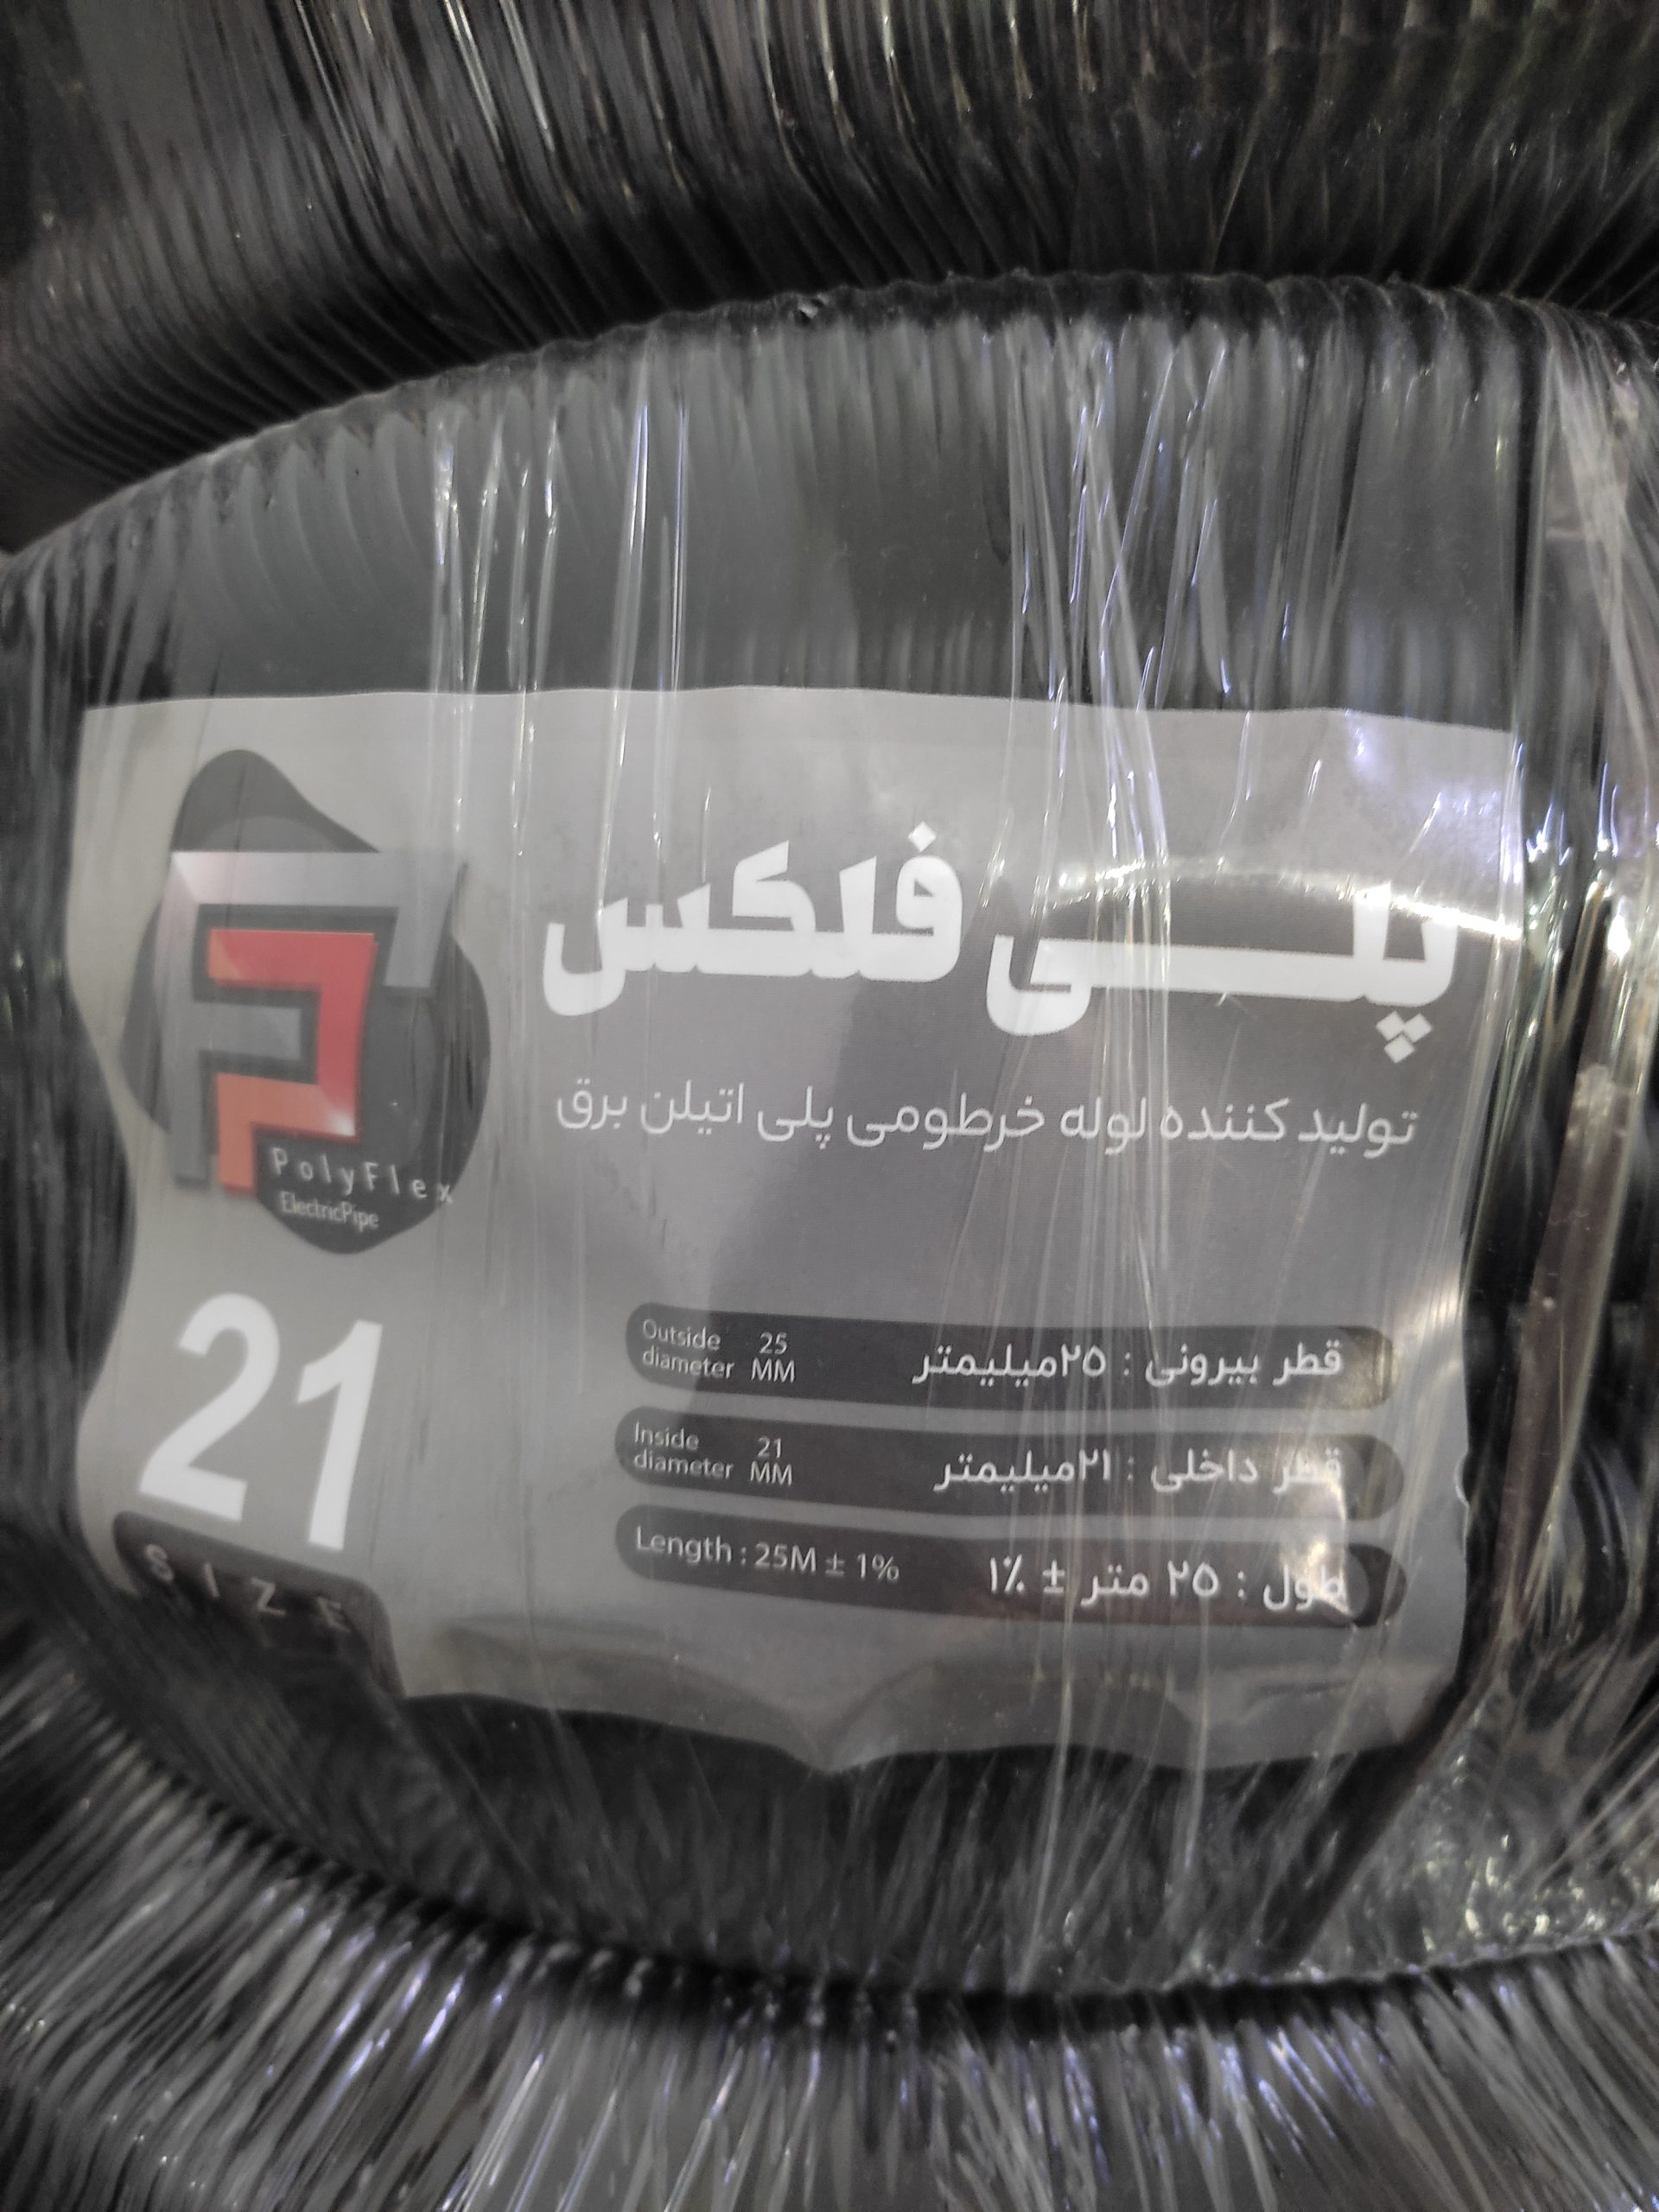 پلی فلکس
تولید کننده لوله خرطومی پلی اتیلن برق
PolyFlex
ElectricPipe
21
SIZE
قطر بیرونی : ۲۵میلیمتر
Outside diameter 25 MM
قطر داخلی : ۲۱میلیمتر
Inside diameter 21 MM
طول : ۲۵ متر ± ۱٪
Length : 25M ± 1%